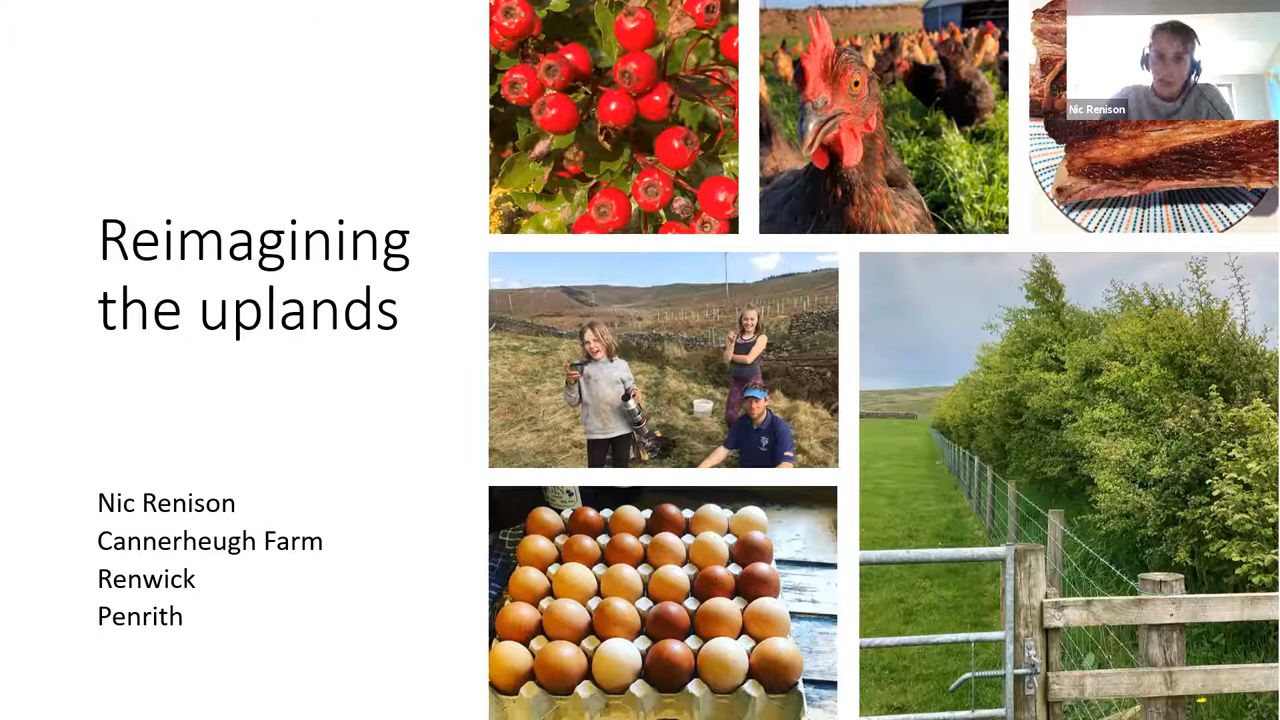 Reimagining
the uplands
Nic Renison
Cannerheugh Farm
Renwick
Penrith
Nic Renison